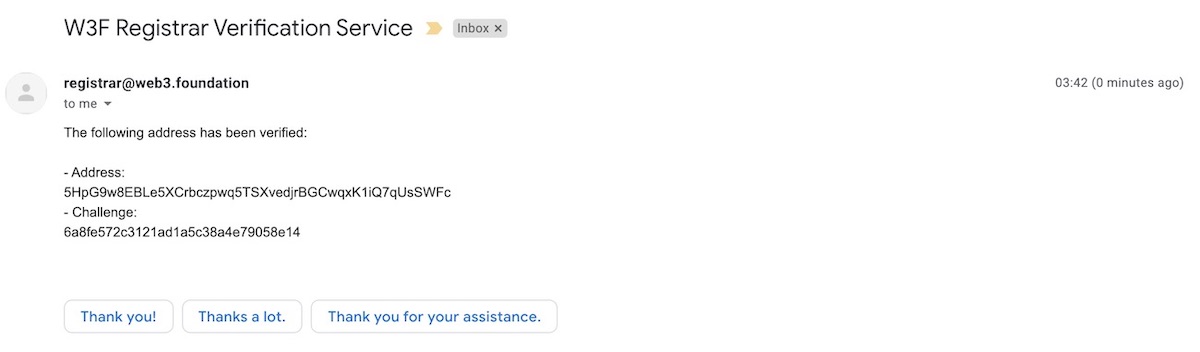 W3F Registrar Verification Service Inbox ×
registrar@web3.foundation 03:42 (0 minutes ago)
to me
The following address has been verified:
- Address:
5HpG9w8EBLe5XCrbczpwq5TSXvedjrBGCwqxK1iQ7qUsSWFc
- Challenge:
6a8fe572c3121ad1a5c38a4e79058e14
Thank you! Thanks a lot. Thank you for your assistance.